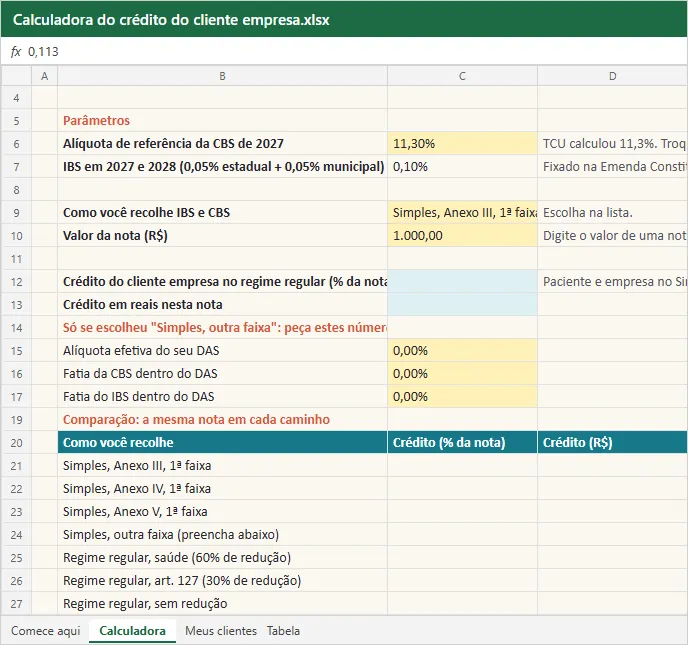 Calculadora do crédito do cliente empresa.xlsx
fx 0,113
A B C D
4
5 Parâmetros
6 Alíquota de referência da CBS de 2027 11,30% TCU calculou 11,3%. Troq
7 IBS em 2027 e 2028 (0,05% estadual + 0,05% municipal) 0,10% Fixado na Emenda Constit
8
9 Como você recolhe IBS e CBS Simples, Anexo III, 1ª faixa Escolha na lista.
10 Valor da nota (R$) 1.000,00 Digite o valor de uma not
11
12 Crédito do cliente empresa no regime regular (% da nota Paciente e empresa no Si
13 Crédito em reais nesta nota
14 Só se escolheu "Simples, outra faixa": peça estes número
15 Alíquota efetiva do seu DAS 0,00%
16 Fatia da CBS dentro do DAS 0,00%
17 Fatia do IBS dentro do DAS 0,00%
19 Comparação: a mesma nota em cada caminho
20 Como você recolhe Crédito (% da nota) Crédito (R$)
21 Simples, Anexo III, 1ª faixa
22 Simples, Anexo IV, 1ª faixa
23 Simples, Anexo V, 1ª faixa
24 Simples, outra faixa (preencha abaixo)
25 Regime regular, saúde (60% de redução)
26 Regime regular, art. 127 (30% de redução)
27 Regime regular, sem redução
Comece aqui Calculadora Meus clientes Tabela